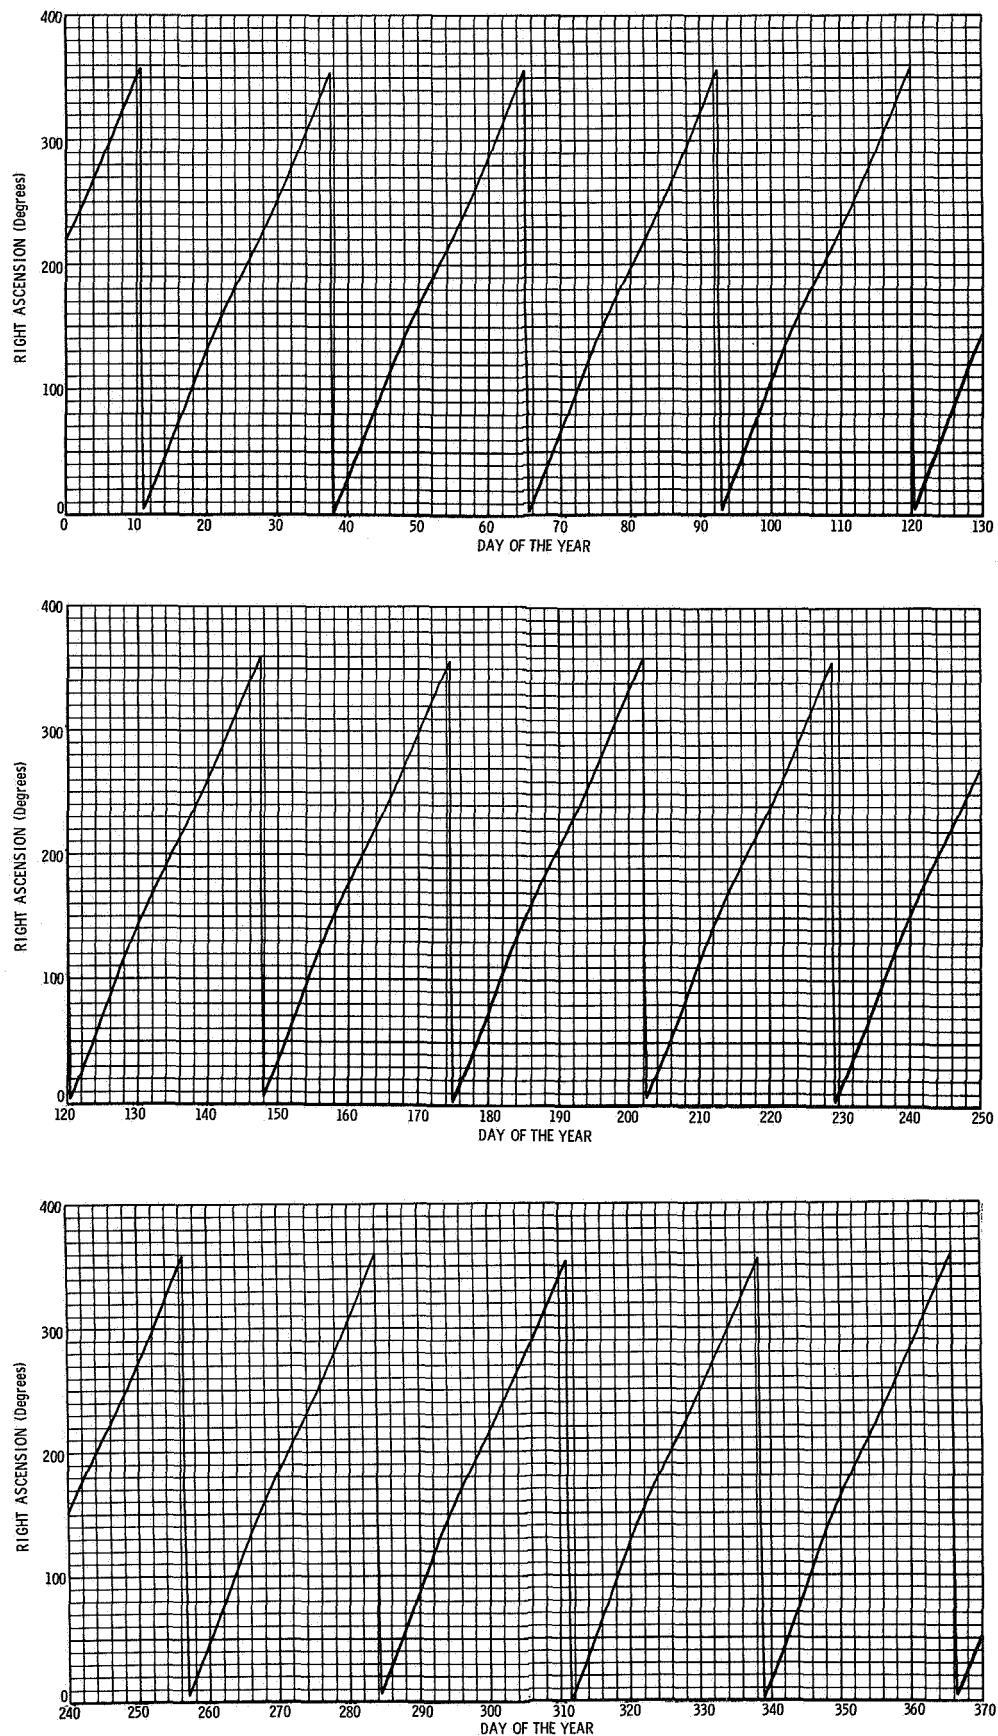 400
300
200
100
0
RIGHT ASCENSION (Degrees)
0 10 20 30 40 50 60 70 80 90 100 110 120 130
DAY OF THE YEAR
400
300
200
100
0
RIGHT ASCENSION (Degrees)
120 130 140 150 160 170 180 190 200 210 220 230 240 250
DAY OF THE YEAR
400
300
200
100
0
RIGHT ASCENSION (Degrees)
240 250 260 270 280 290 300 310 320 330 340 350 360 370
DAY OF THE YEAR